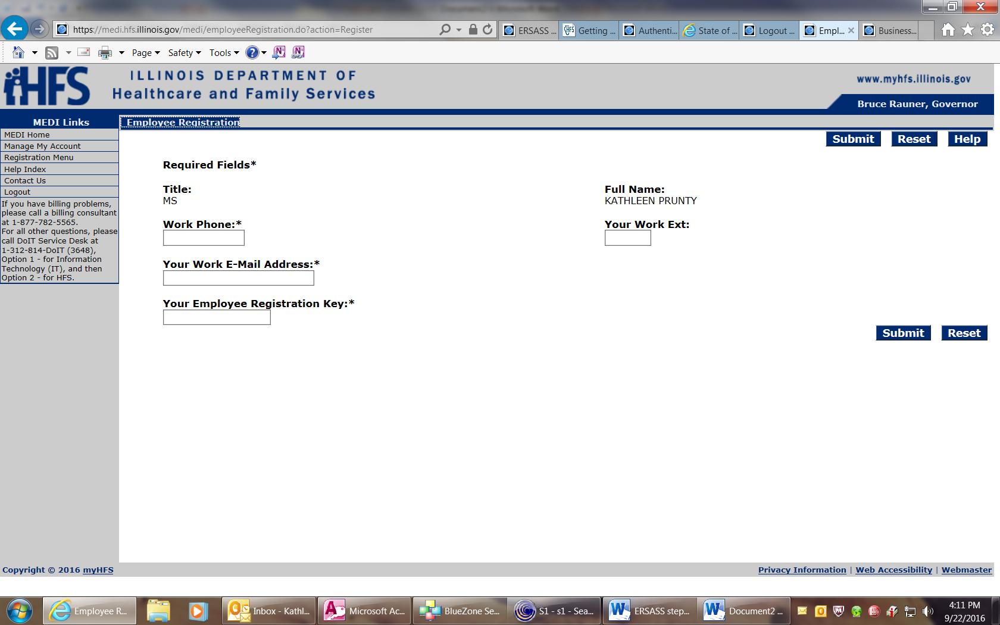 https://medi.hfs.illinois.gov/medi/employeeRegistration.do?action=Register
ERSASS ...
Getting ...
Authenti...
State of ...
Logout ...
Empl...
Business...
Page
Safety
Tools
HFS
ILLINOIS DEPARTMENT OF
Healthcare and Family Services
www.myhfs.illinois.gov
Bruce Rauner, Governor
MEDI Links
MEDI Home
Manage My Account
Registration Menu
Help Index
Contact Us
Logout
If you have billing problems,
please call a billing consultant
at 1-877-782-5565.
For all other questions, please
call DoIT Service Desk at
1-312-814-DoIT (3648),
Option 1 - for Information
Technology (IT), and then
Option 2 - for HFS.
Employee Registration
Submit Reset Help
Required Fields*
Title:
MS
Full Name:
KATHLEEN PRUNTY
Work Phone:*
Your Work Ext:
Your Work E-Mail Address:*
Your Employee Registration Key:*
Submit Reset
Copyright © 2016 myHFS
Privacy Information | Web Accessibility | Webmaster
Employee R...
Inbox - Kathl...
Microsoft Ac...
BlueZone Se...
S1 - s1 - Sea...
ERSASS step...
Document2 ...
4:11 PM
9/22/2016